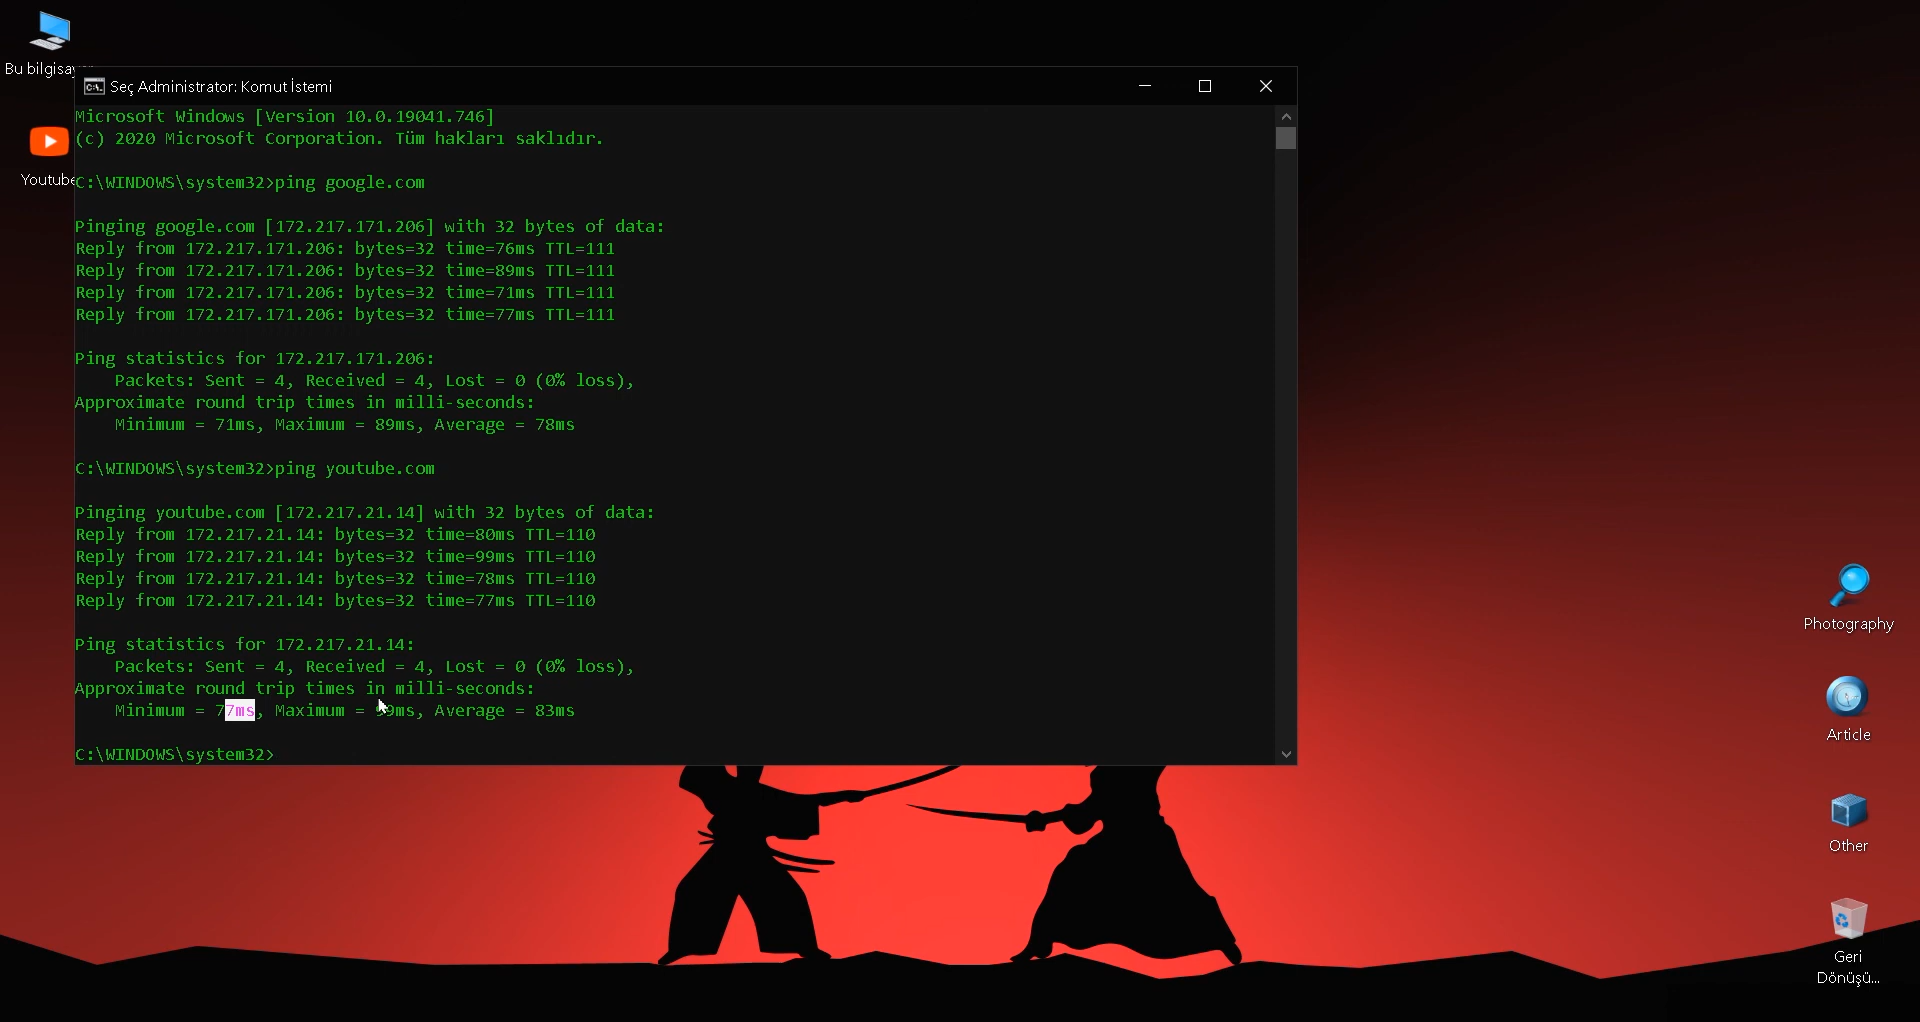 Bu bilgisayar
Youtube
Seç Administrator: Komut İstemi
Microsoft Windows [Version 10.0.19041.746]
(c) 2020 Microsoft Corporation. Tüm hakları saklıdır.
C:\WINDOWS\system32>ping google.com
Pinging google.com [172.217.171.206] with 32 bytes of data:
Reply from 172.217.171.206: bytes=32 time=76ms TTL=111
Reply from 172.217.171.206: bytes=32 time=89ms TTL=111
Reply from 172.217.171.206: bytes=32 time=71ms TTL=111
Reply from 172.217.171.206: bytes=32 time=77ms TTL=111
Ping statistics for 172.217.171.206:
Packets: Sent = 4, Received = 4, Lost = 0 (0% loss),
Approximate round trip times in milli-seconds:
Minimum = 71ms, Maximum = 89ms, Average = 78ms
C:\WINDOWS\system32>ping youtube.com
Pinging youtube.com [172.217.21.14] with 32 bytes of data:
Reply from 172.217.21.14: bytes=32 time=80ms TTL=110
Reply from 172.217.21.14: bytes=32 time=99ms TTL=110
Reply from 172.217.21.14: bytes=32 time=78ms TTL=110
Reply from 172.217.21.14: bytes=32 time=77ms TTL=110
Ping statistics for 172.217.21.14:
Packets: Sent = 4, Received = 4, Lost = 0 (0% loss),
Approximate round trip times in milli-seconds:
Minimum = 77ms, Maximum = 99ms, Average = 83ms
C:\WINDOWS\system32>
Photography
Article
Other
Geri
Dönüşü...